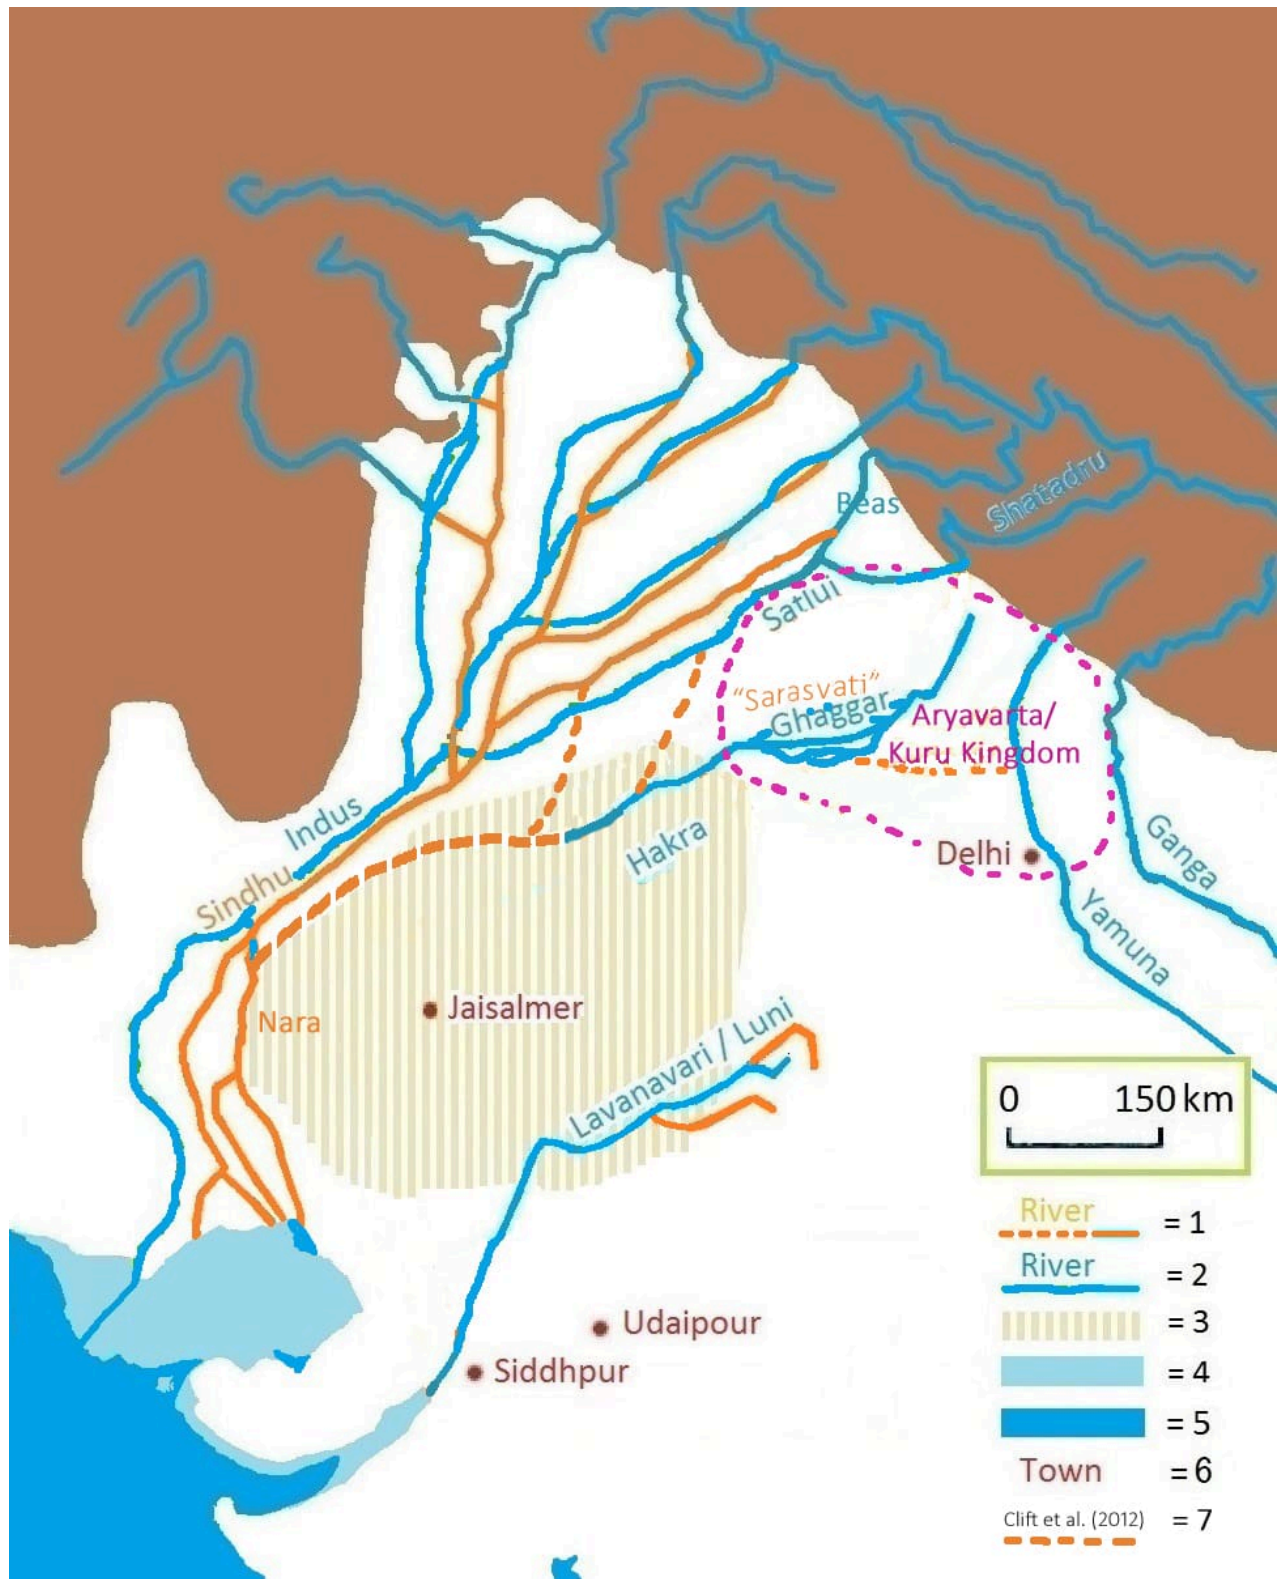 Shatadru
Beas
Satlui
"Sarasvati"
Ghaggar
Aryavarta/
Kuru Kingdom
Indus
Hakra
Delhi
Ganga
Sindhu
Yamuna
Jaisalmer
Nara
Lavanavari / Luni
0 150 km
River = 1
River = 2
= 3
Udaipour
= 4
Siddhpur
= 5
Town = 6
Clift et al. (2012) = 7